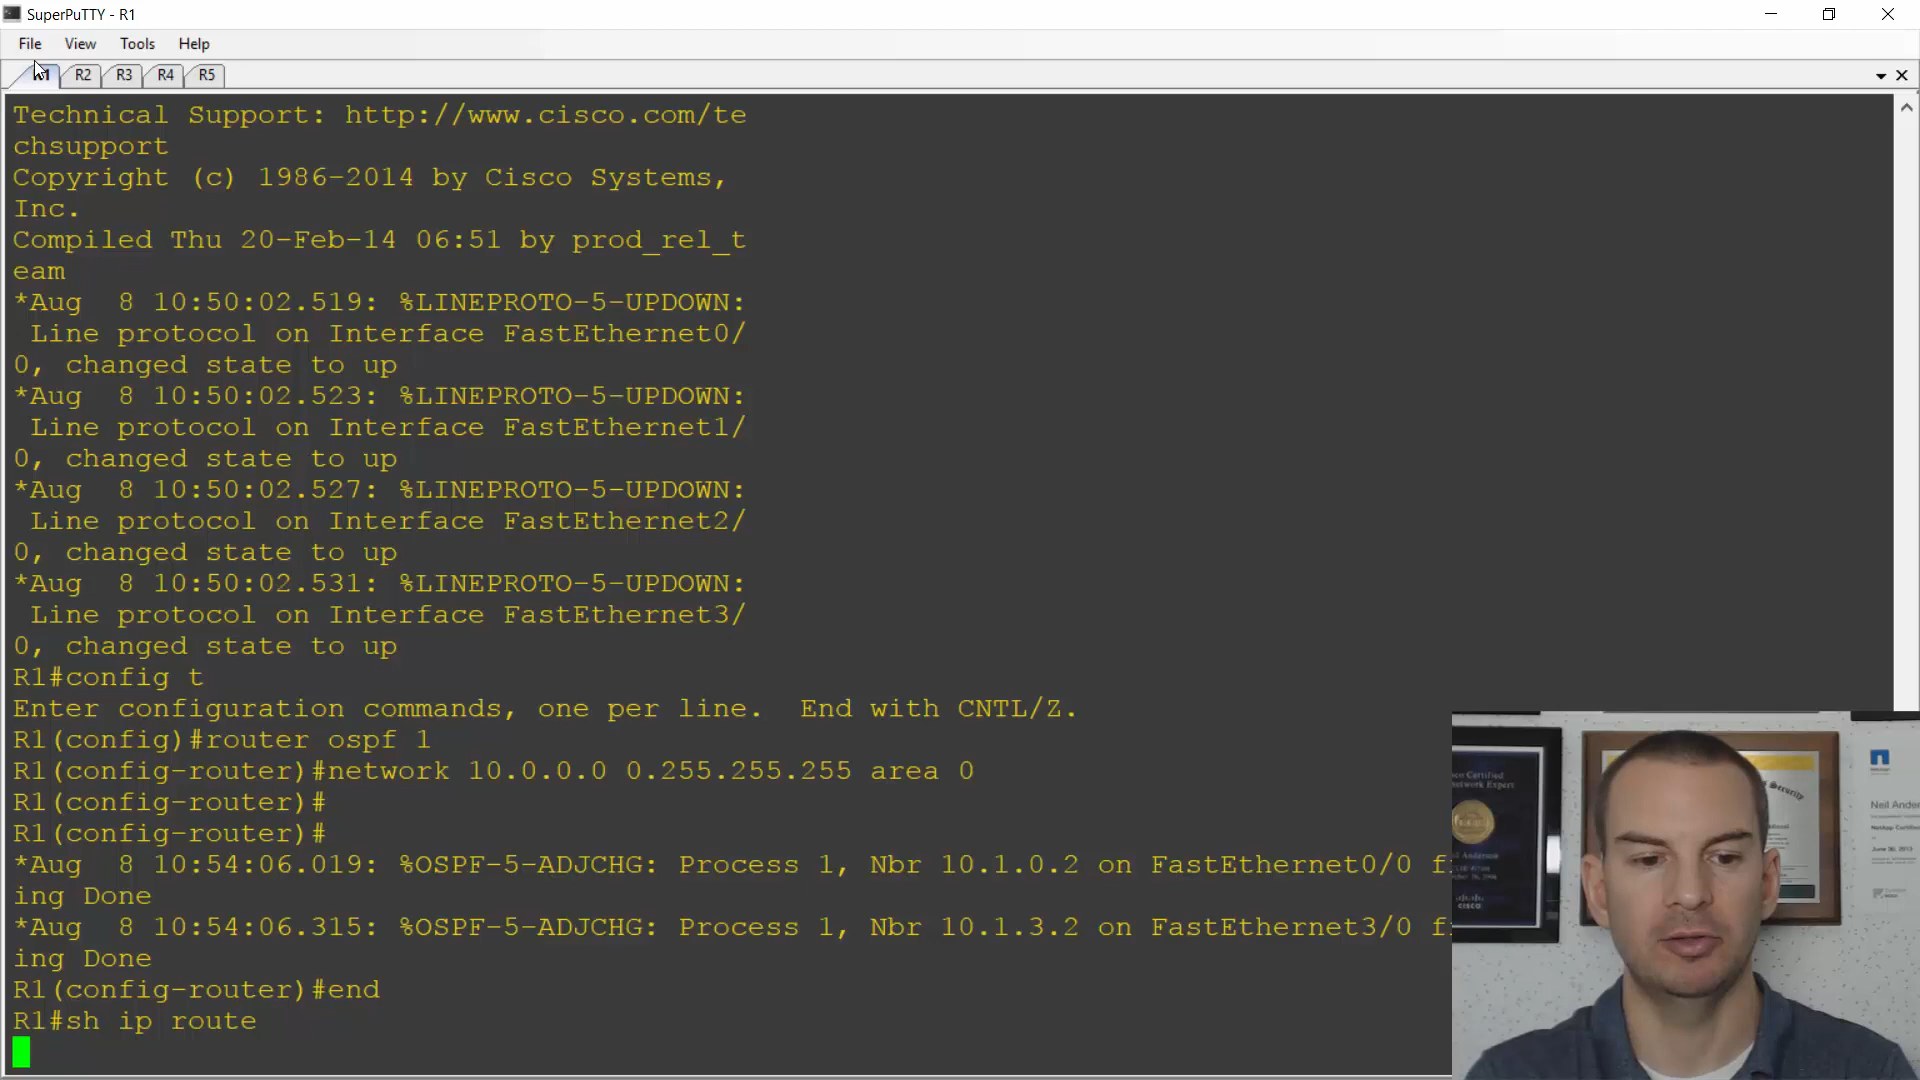 SuperPuTTY - R1
File View Tools Help
R1 R2 R3 R4 R5
Technical Support: http://www.cisco.com/te
chsupport
Copyright (c) 1986-2014 by Cisco Systems,
Inc.
Compiled Thu 20-Feb-14 06:51 by prod_rel_t
eam
*Aug  8 10:50:02.519: %LINEPROTO-5-UPDOWN:
 Line protocol on Interface FastEthernet0/
0, changed state to up
*Aug  8 10:50:02.523: %LINEPROTO-5-UPDOWN:
 Line protocol on Interface FastEthernet1/
0, changed state to up
*Aug  8 10:50:02.527: %LINEPROTO-5-UPDOWN:
 Line protocol on Interface FastEthernet2/
0, changed state to up
*Aug  8 10:50:02.531: %LINEPROTO-5-UPDOWN:
 Line protocol on Interface FastEthernet3/
0, changed state to up
R1#config t
Enter configuration commands, one per line.  End with CNTL/Z.
R1(config)#router ospf 1
R1(config-router)#network 10.0.0.0 0.255.255.255 area 0
R1(config-router)#
R1(config-router)#
*Aug  8 10:54:06.019: %OSPF-5-ADJCHG: Process 1, Nbr 10.1.0.2 on FastEthernet0/0 f
ing Done
*Aug  8 10:54:06.315: %OSPF-5-ADJCHG: Process 1, Nbr 10.1.3.2 on FastEthernet3/0 f
ing Done
R1(config-router)#end
R1#sh ip route
Certified
Security
Neil Ander
cisco